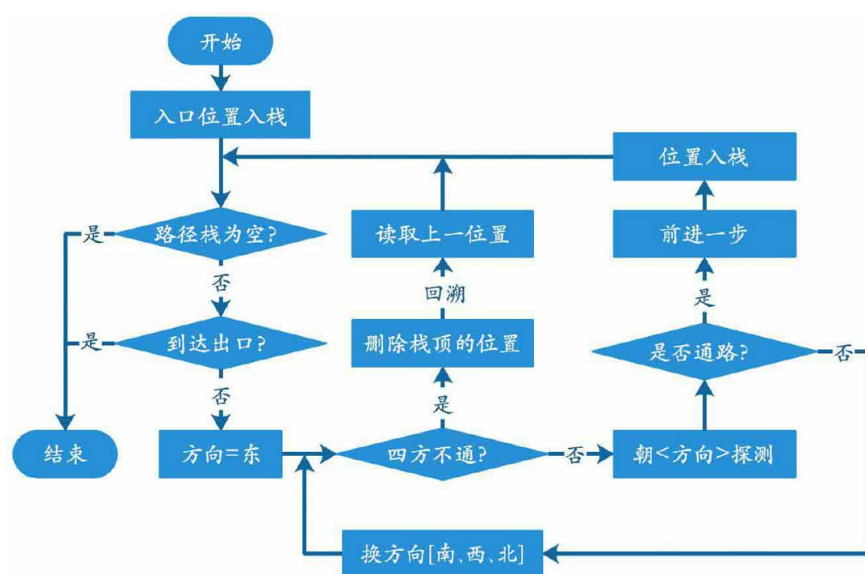 开始
入口位置入栈
位置入栈
是
路径栈为空?
读取上一位置
前进一步
否
回溯
是
是
到达出口?
删除栈顶的位置
是否通路?
否
否
是
结束
方向=东
四方不通?
否
朝<方向>探测
换方向[南、西、北]